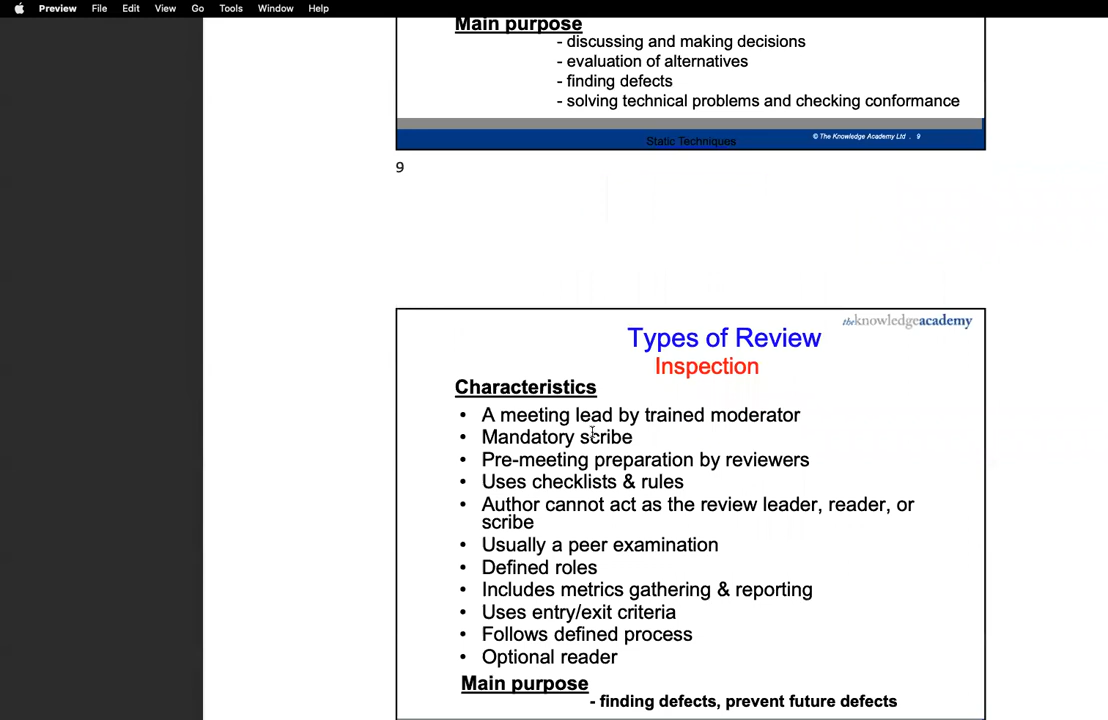 Preview File Edit View Go Tools Window Help
Main purpose
- discussing and making decisions
- evaluation of alternatives
- finding defects
- solving technical problems and checking conformance
Static Techniques
© The Knowledge Academy Ltd . 9
9
theknowledgeacademy
Types of Review
Inspection
Characteristics
• A meeting lead by trained moderator
• Mandatory scribe
• Pre-meeting preparation by reviewers
• Uses checklists & rules
• Author cannot act as the review leader, reader, or
scribe
• Usually a peer examination
• Defined roles
• Includes metrics gathering & reporting
• Uses entry/exit criteria
• Follows defined process
• Optional reader
Main purpose
- finding defects, prevent future defects